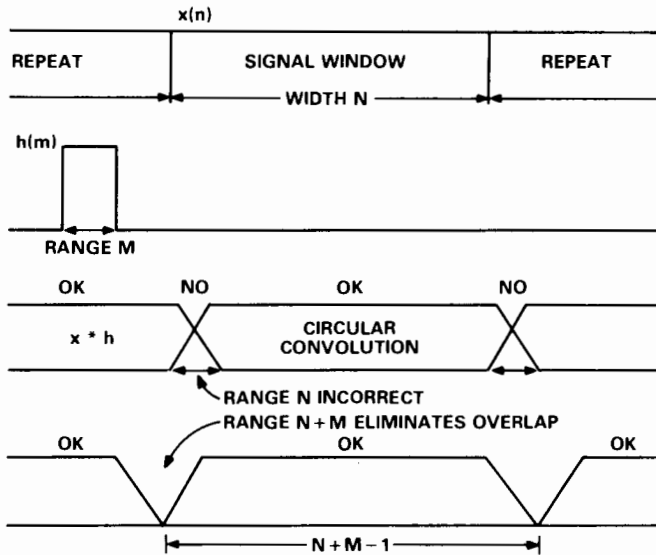 x(n)
REPEAT SIGNAL WINDOW REPEAT
WIDTH N
h(m)
RANGE M
OK NO OK NO
x * h CIRCULAR
CONVOLUTION
RANGE N INCORRECT
RANGE N + M ELIMINATES OVERLAP
OK OK OK
N + M − 1